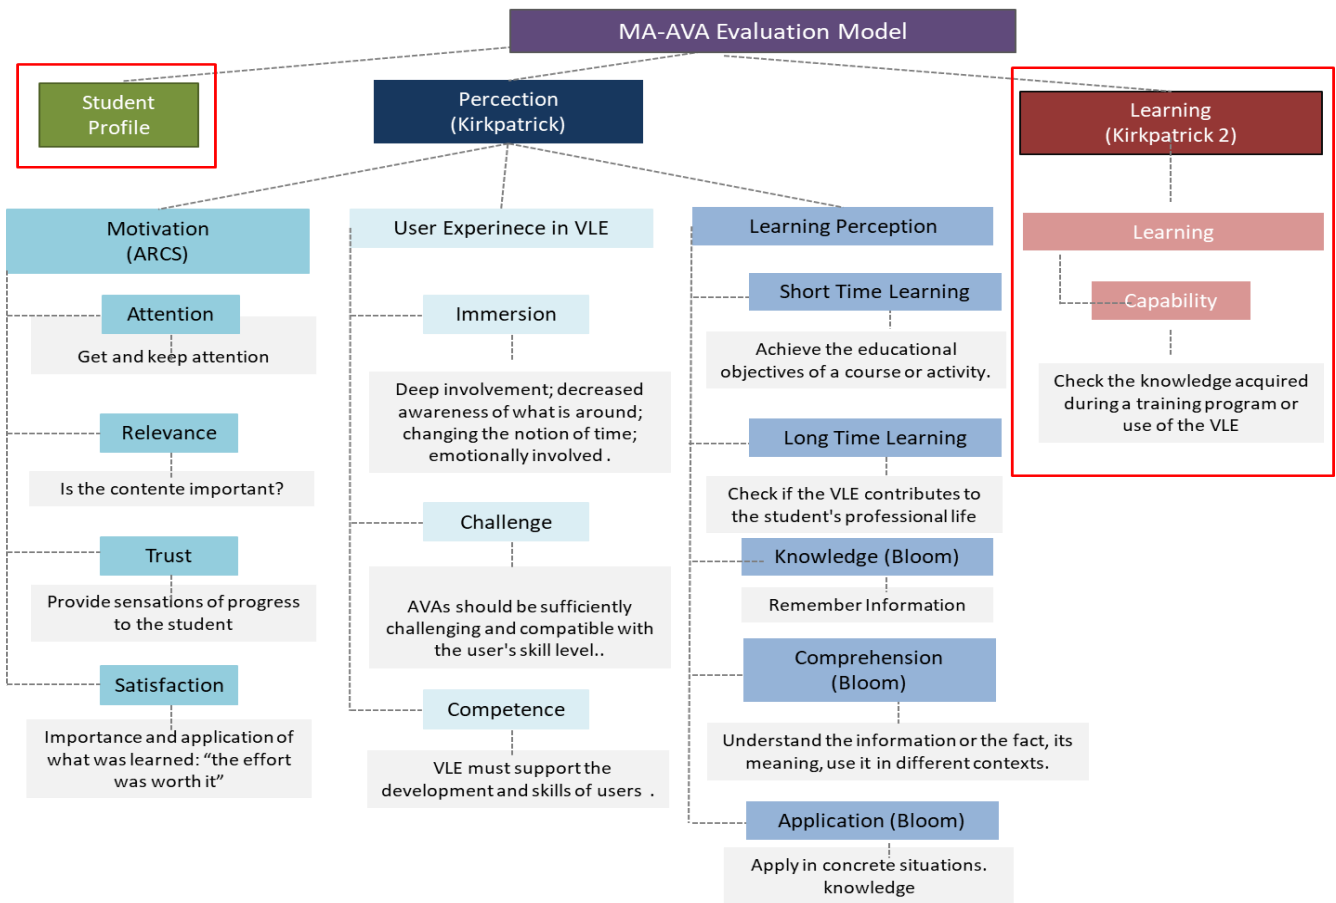 MA-AVA Evaluation Model
Student
Profile
Percection
(Kirkpatrick)
Learning
(Kirkpatrick 2)
Motivation
(ARCS)
Attention
Get and keep attention
Relevance
Is the contente important?
Trust
Provide sensations of progress
to the student
Satisfaction
Importance and application of
what was learned: “the effort
was worth it”
User Experinece in VLE
Immersion
Deep involvement; decreased
awareness of what is around;
changing the notion of time;
emotionally involved .
Challenge
AVAs should be sufficiently
challenging and compatible with
the user's skill level..
Competence
VLE must support the
development and skills of users .
Learning Perception
Short Time Learning
Achieve the educational
objectives of a course or activity.
Long Time Learning
Check if the VLE contributes to
the student's professional life
Knowledge (Bloom)
Remember Information
Comprehension
(Bloom)
Understand the information or the fact, its
meaning, use it in different contexts.
Application (Bloom)
Apply in concrete situations.
knowledge
Learning
Capability
Check the knowledge acquired
during a training program or
use of the VLE